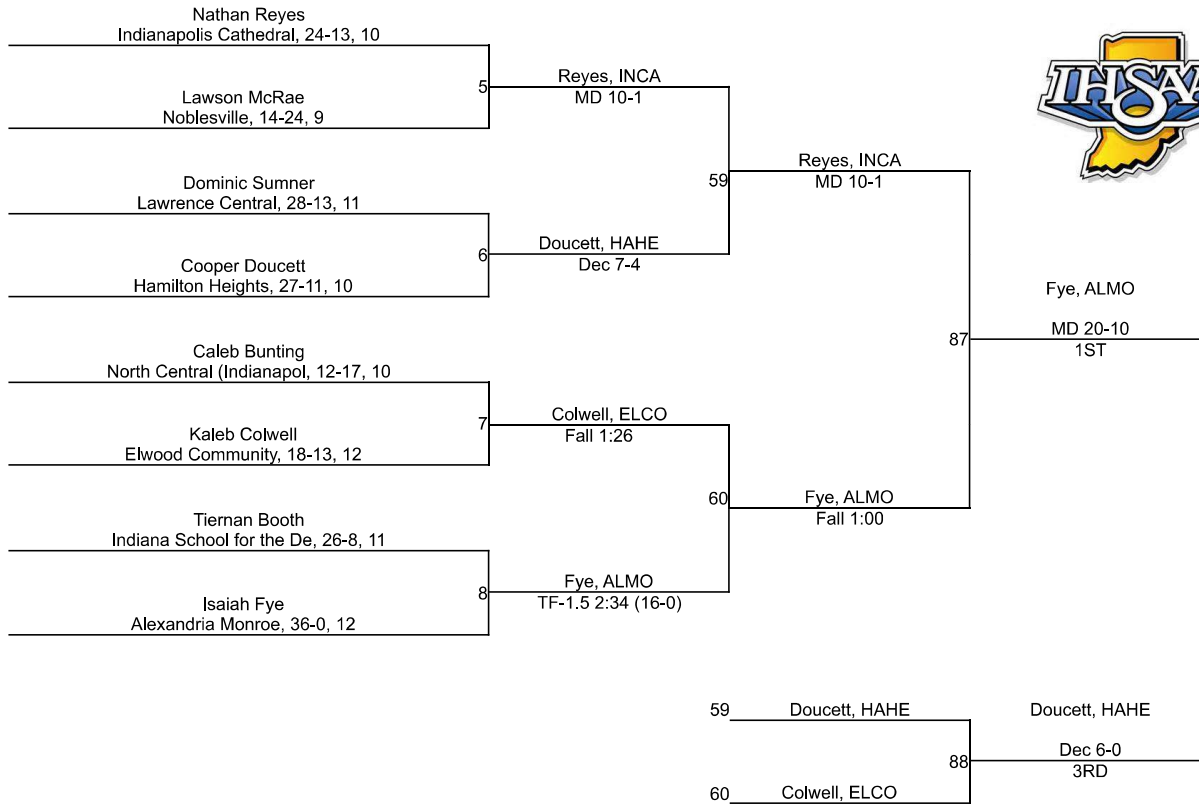 Nathan Reyes
Indianapolis Cathedral, 24-13, 10
5
Reyes, INCA
MD 10-1
Lawson McRae
Noblesville, 14-24, 9
59
Reyes, INCA
MD 10-1
IHSAA
Dominic Sumner
Lawrence Central, 28-13, 11
6
Doucett, HAHE
Dec 7-4
Cooper Doucett
Hamilton Heights, 27-11, 10
87
Fye, ALMO
MD 20-10
1ST
Caleb Bunting
North Central (Indianapol, 12-17, 10
7
Colwell, ELCO
Fall 1:26
Kaleb Colwell
Elwood Community, 18-13, 12
60
Fye, ALMO
Fall 1:00
Tiernan Booth
Indiana School for the De, 26-8, 11
8
Fye, ALMO
TF-1.5 2:34 (16-0)
Isaiah Fye
Alexandria Monroe, 36-0, 12
59
Doucett, HAHE
88
Doucett, HAHE
Dec 6-0
3RD
60
Colwell, ELCO